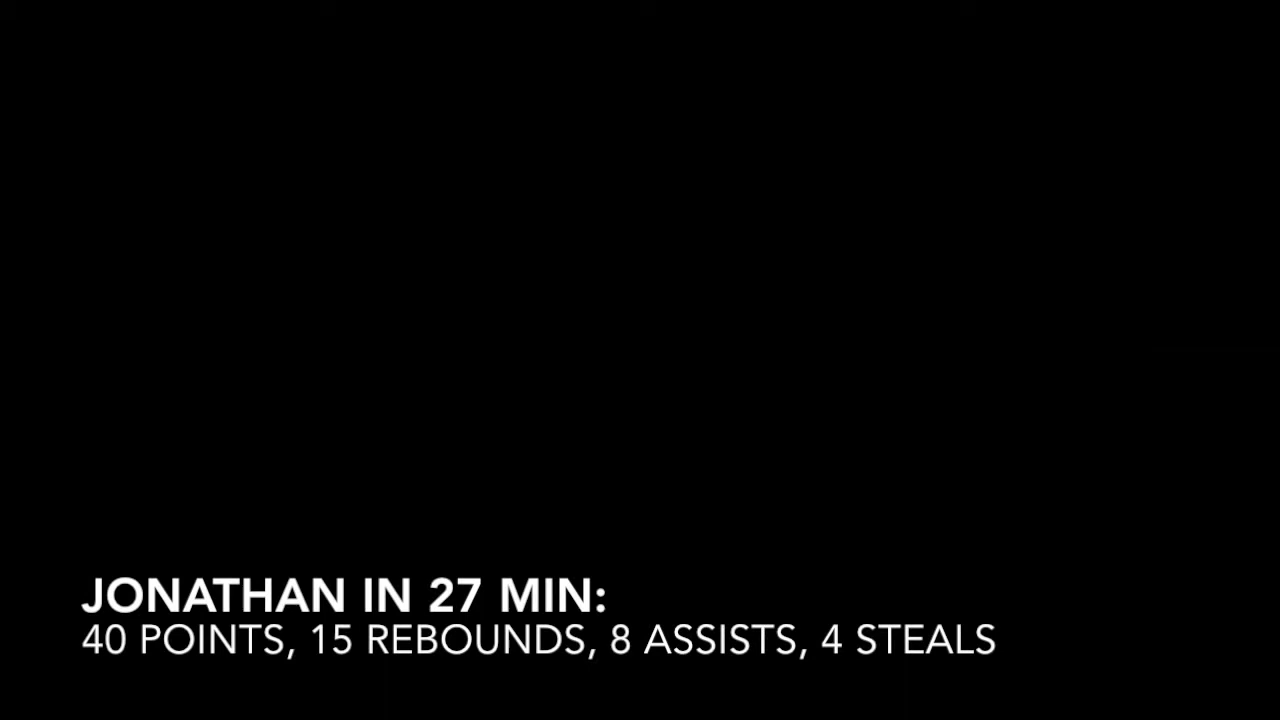 JONATHAN IN 27 MIN:
40 POINTS, 15 REBOUNDS, 8 ASSISTS, 4 STEALS